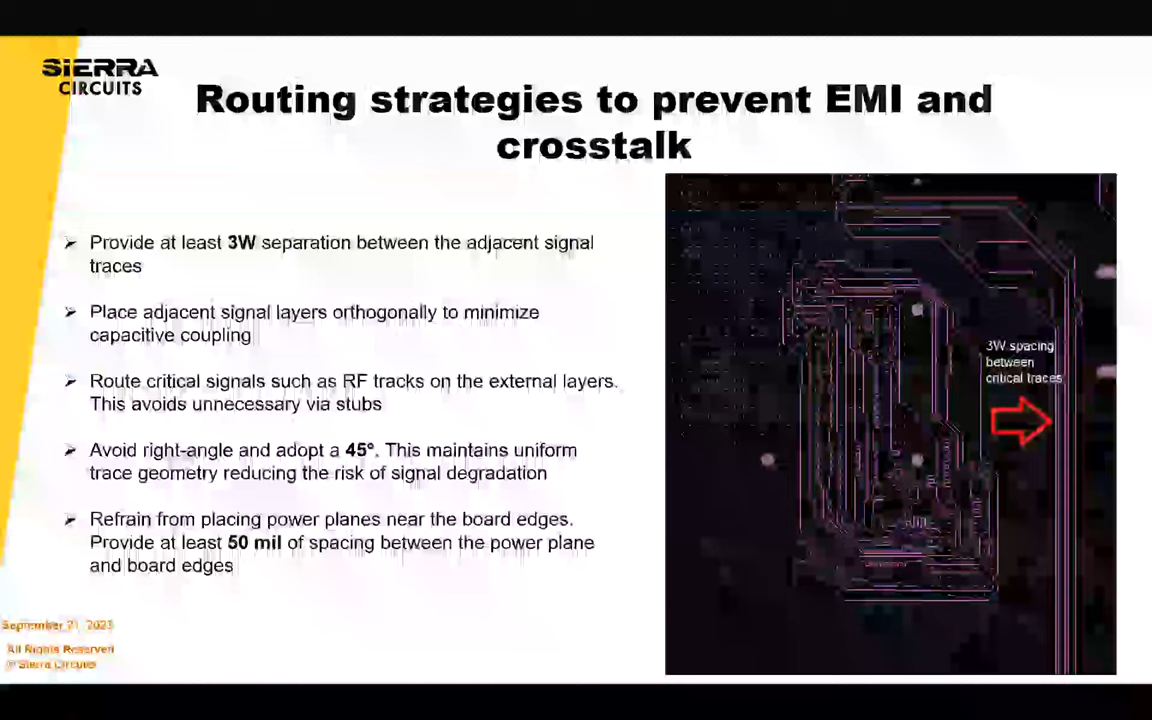 SIERRA
CIRCUITS
Routing strategies to prevent EMI and
crosstalk
➤ Provide at least 3W separation between the adjacent signal
traces
➤ Place adjacent signal layers orthogonally to minimize
capacitive coupling
➤ Route critical signals such as RF tracks on the external layers.
This avoids unnecessary via stubs
➤ Avoid right-angle and adopt a 45°. This maintains uniform
trace geometry reducing the risk of signal degradation
➤ Refrain from placing power planes near the board edges.
Provide at least 50 mil of spacing between the power plane
and board edges
3W spacing
between
critical traces
September 21, 2023
All Rights Reserved
© Sierra Circuits